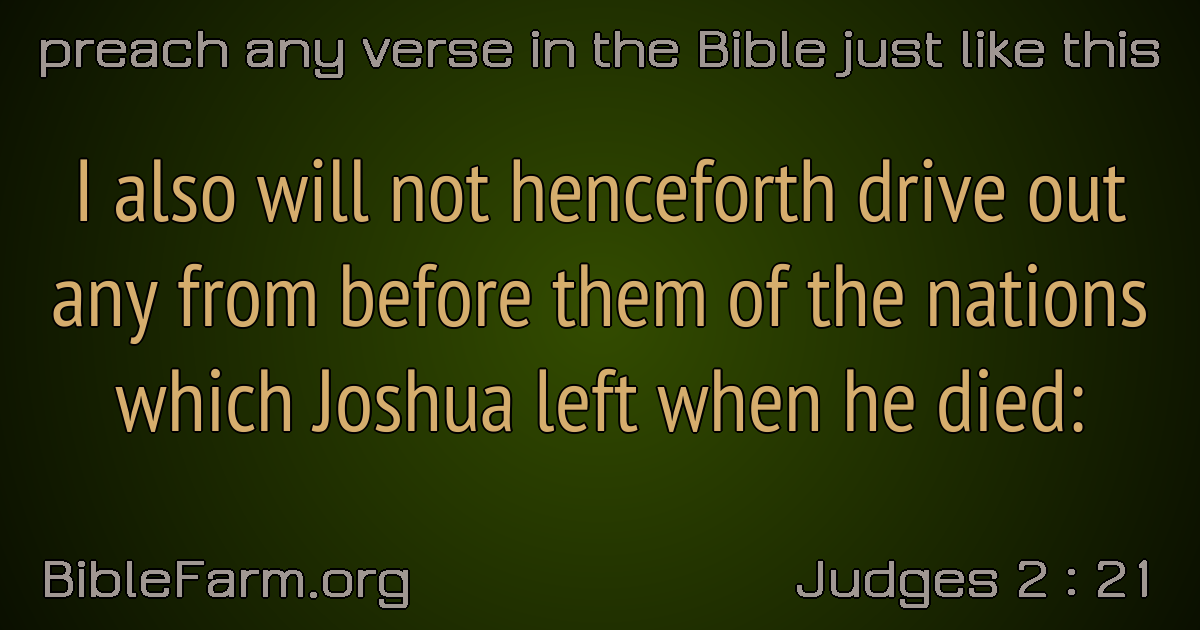 preach any verse in the Bible just like this
I also will not henceforth drive out
any from before them of the nations
which Joshua left when he died:
BibleFarm.org
Judges 2 : 21